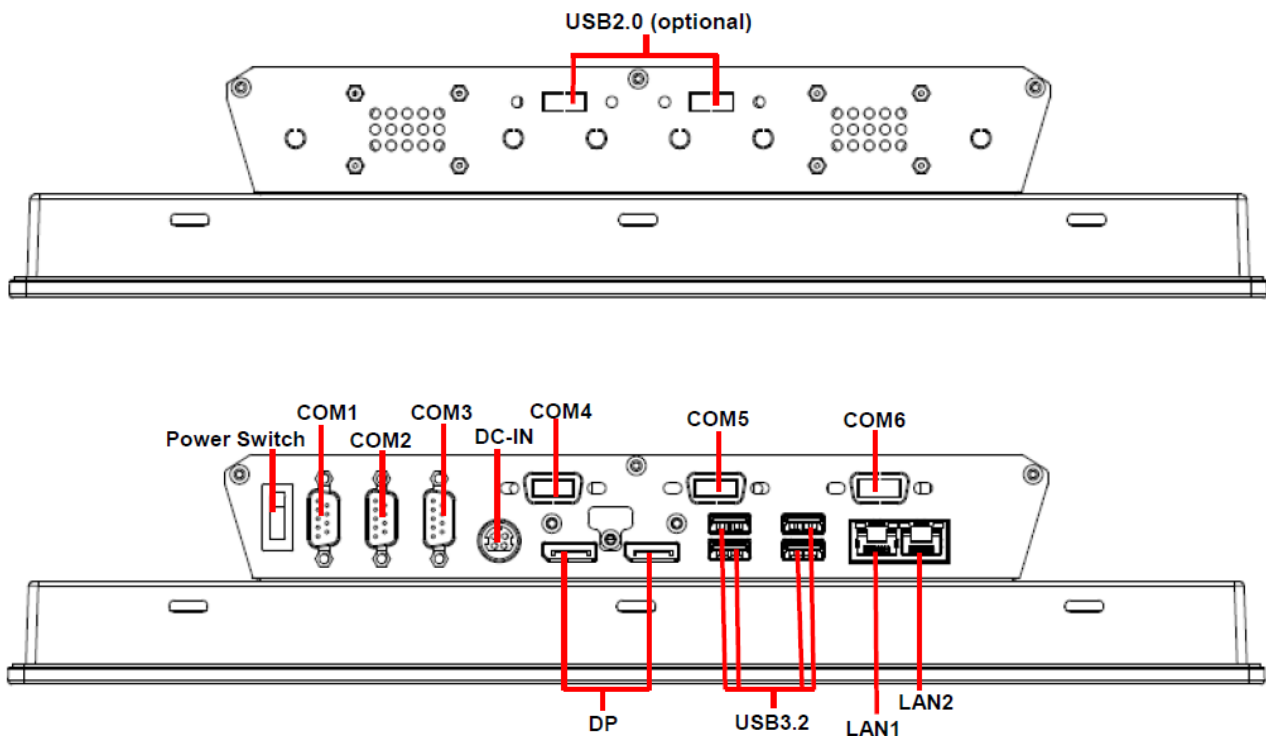 USB2.0 (optional)
COM1
COM3
COM4
COM5
COM6
Power Switch
COM2
DC-IN
DP
USB3.2
LAN1
LAN2